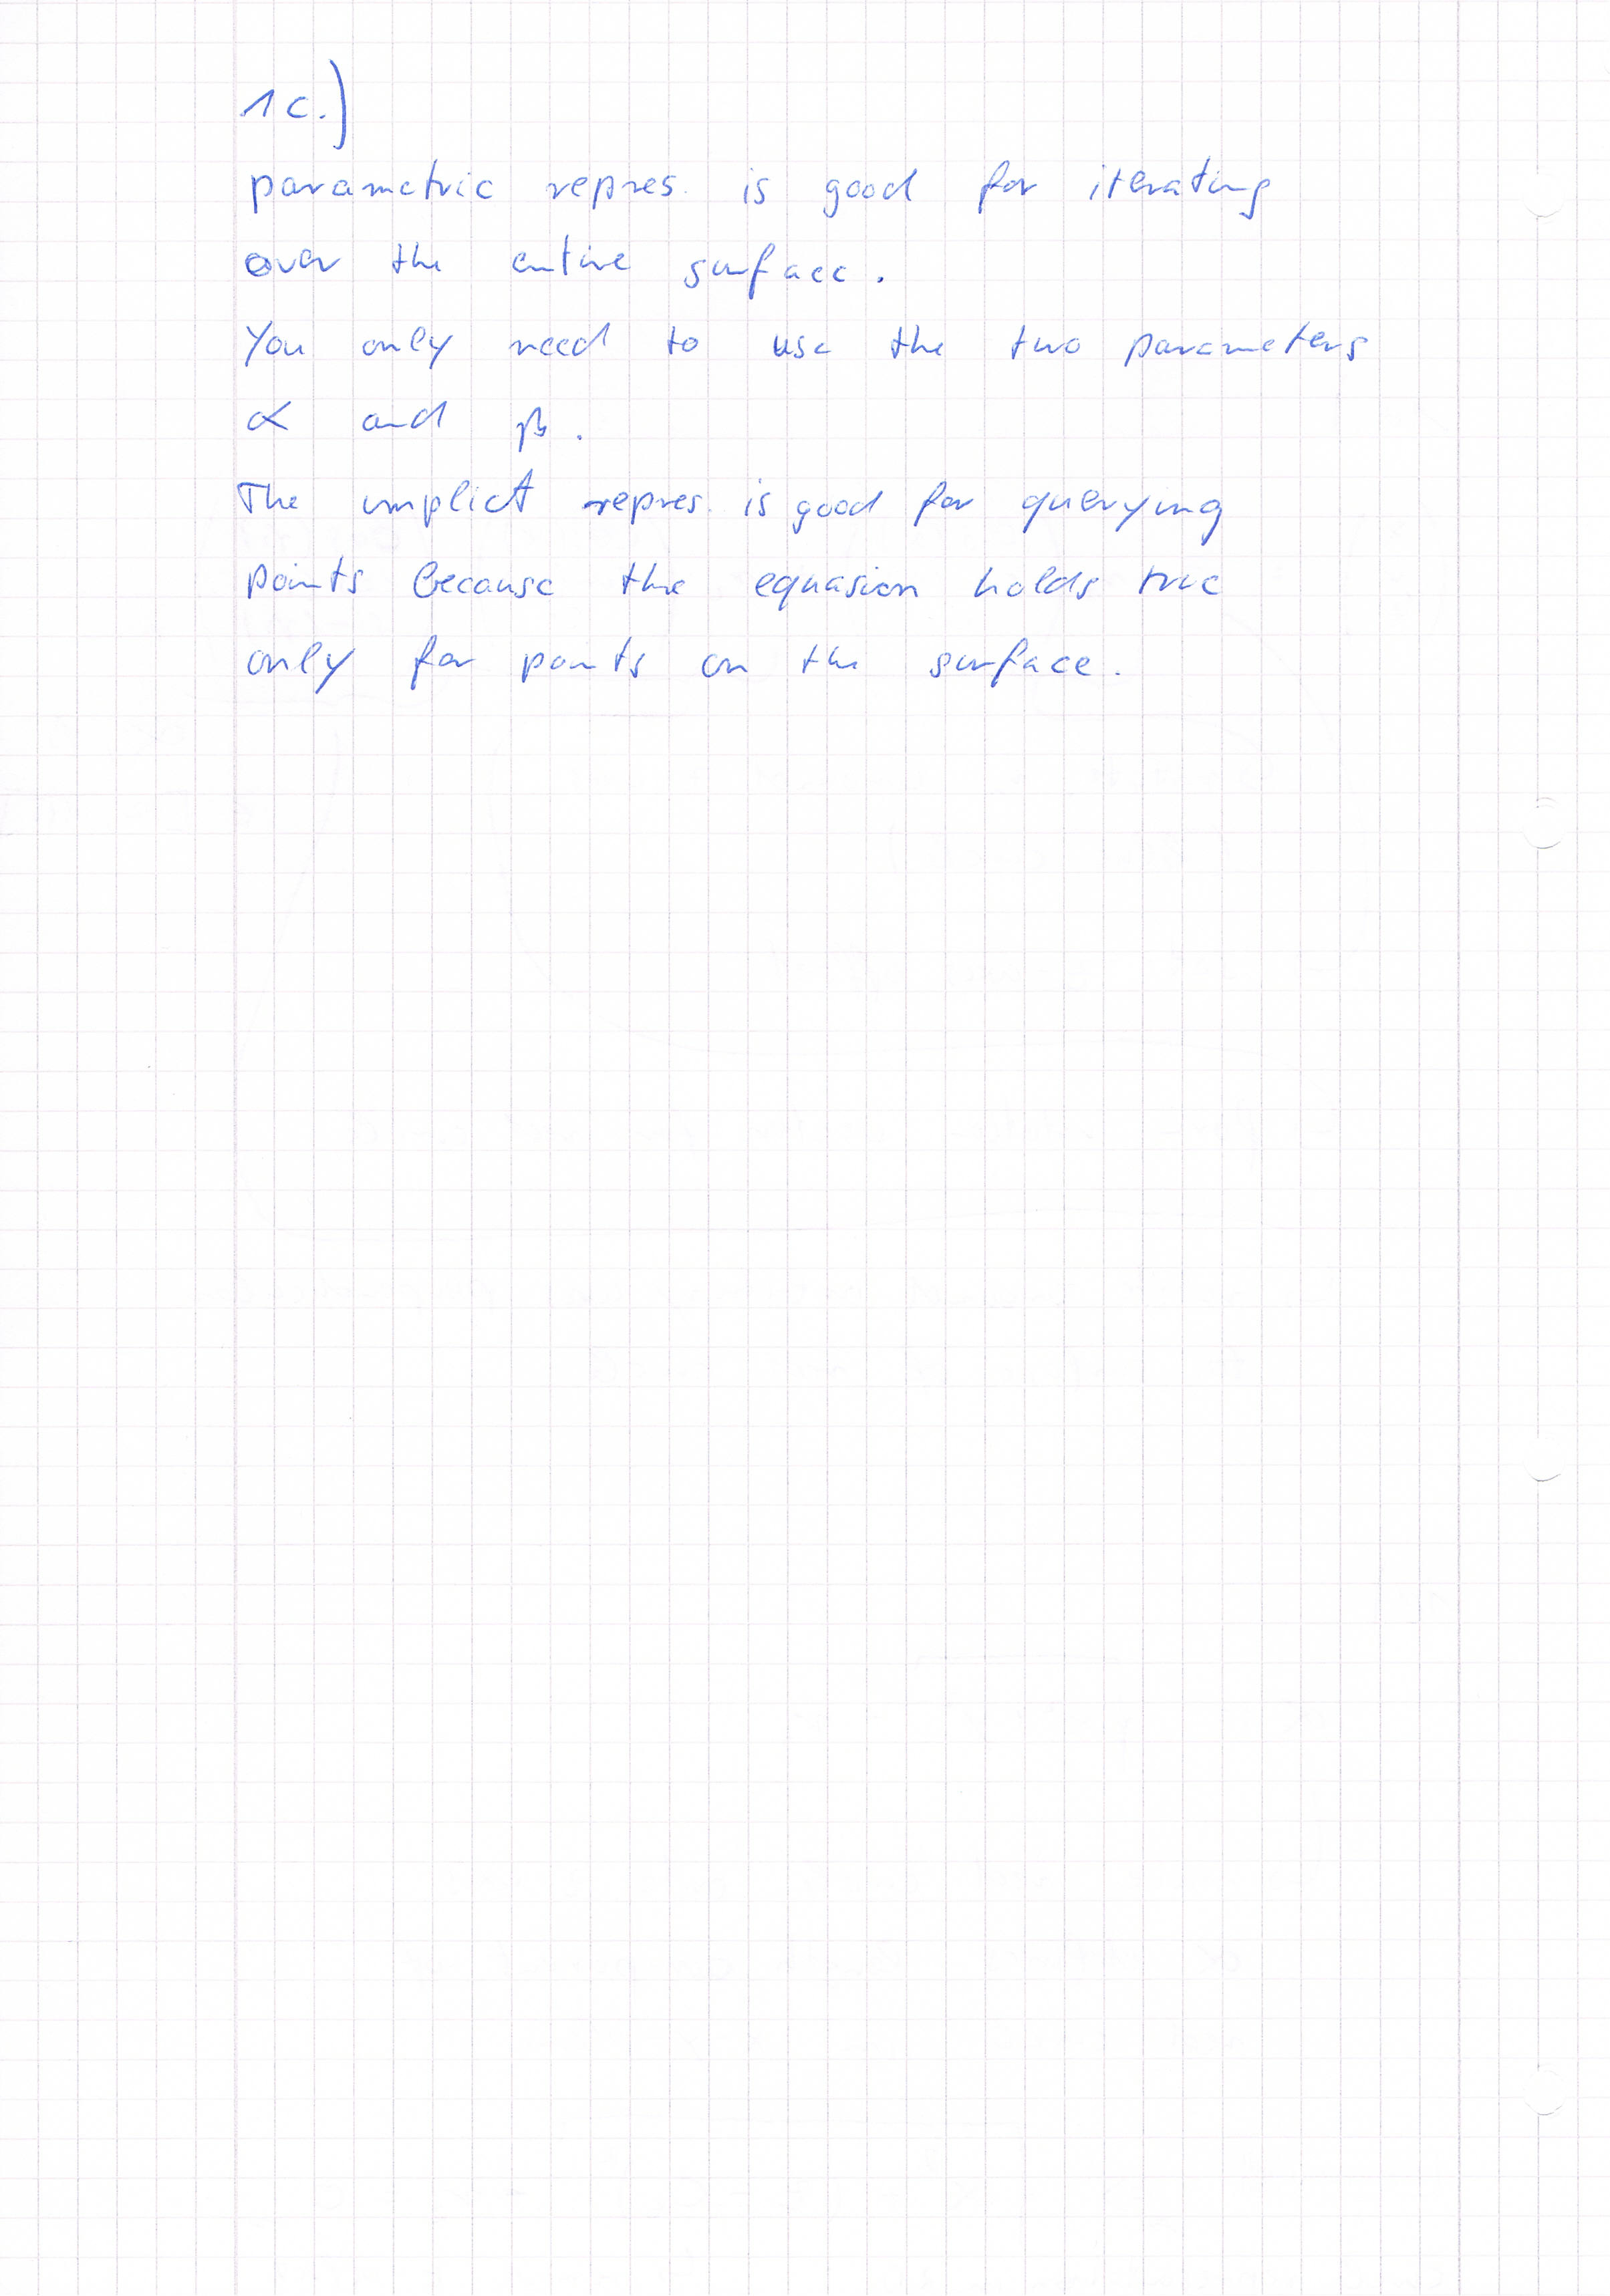 1c.)
parametric repres. is good for iterating
over the entire surface.
You only need to use the two parameters
α and β.
The implict repres. is good for querying
points because the equasion holds true
only for points on the surface.